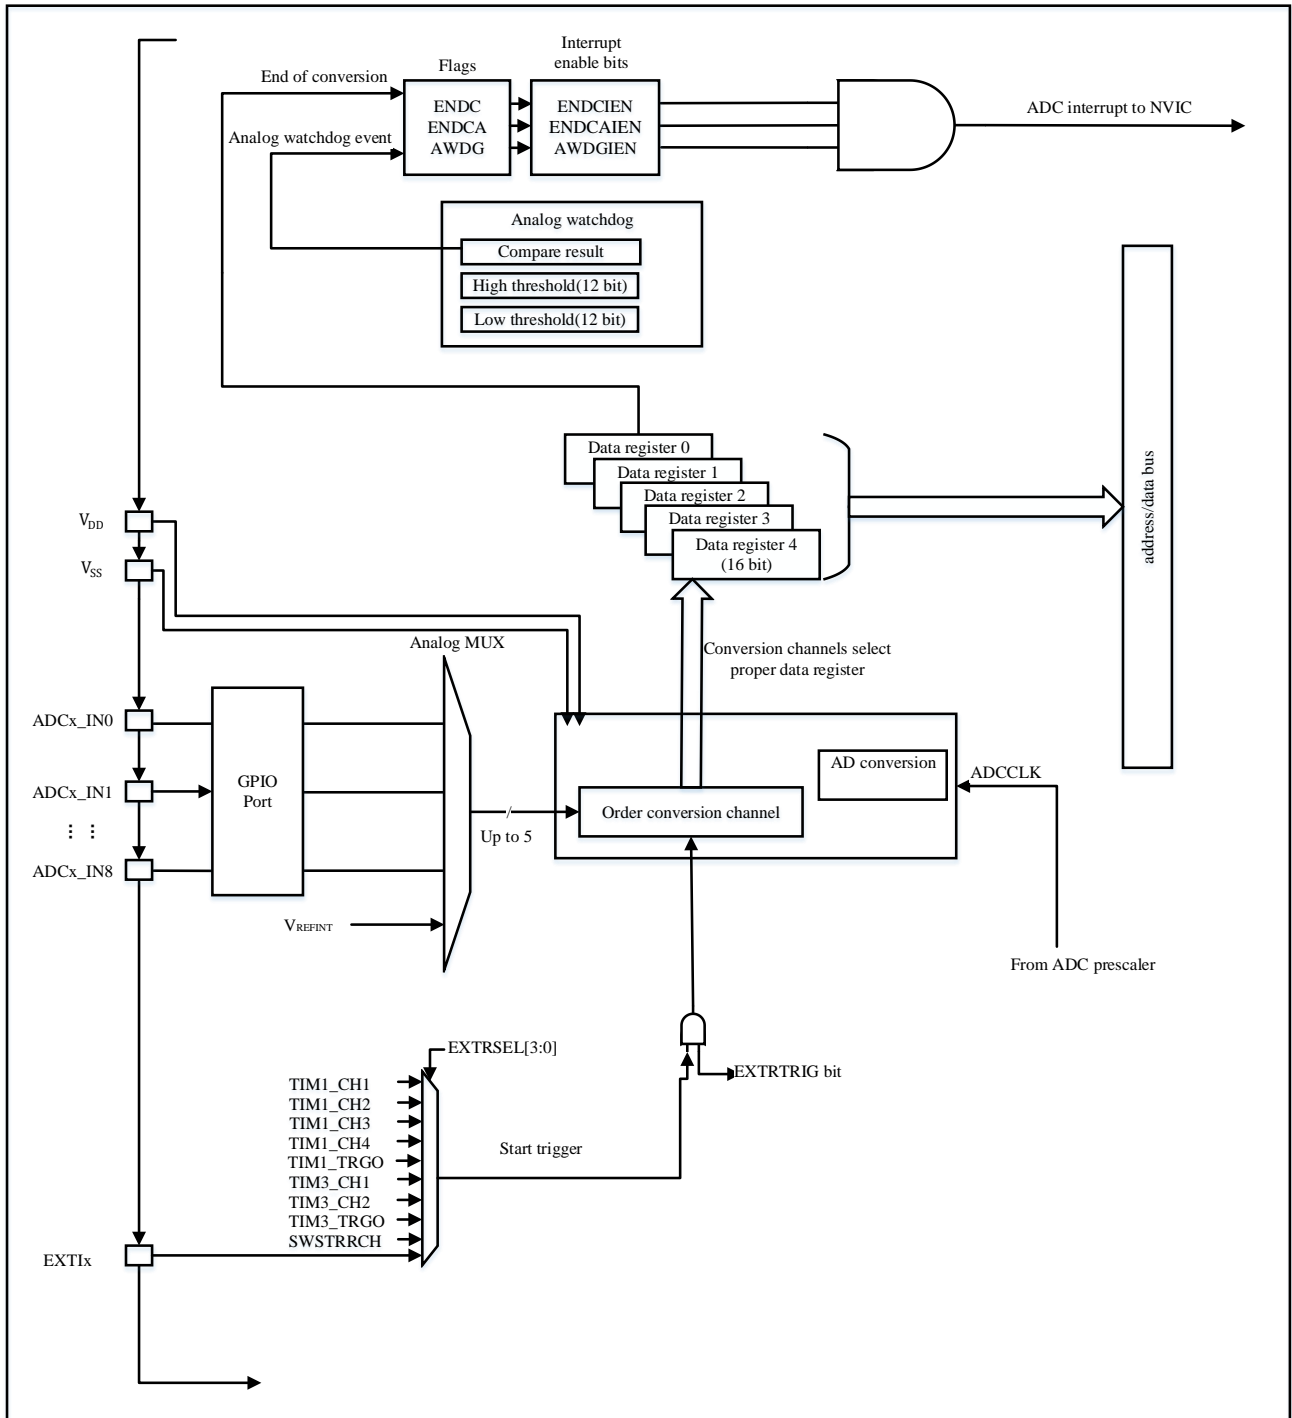 Interrupt
enable bits
Flags
End of conversion
ENDC
ENDCA
AWDG
ENDCIEN
ENDCAIEN
AWDGIEN
ADC interrupt to NVIC
Analog watchdog event
Analog watchdog
Compare result
High threshold(12 bit)
Low threshold(12 bit)
Data register 0
Data register 1
Data register 2
Data register 3
Data register 4
(16 bit)
address/data bus
VDD
VSS
Analog MUX
Conversion channels select
proper data register
ADCx_IN0
ADCx_IN1
⋮ ⋮
ADCx_IN8
GPIO
Port
Up to 5
AD conversion
Order conversion channel
ADCCLK
VREFINT
From ADC prescaler
EXTRSEL[3:0]
EXTRTRIG bit
TIM1_CH1
TIM1_CH2
TIM1_CH3
TIM1_CH4
TIM1_TRGO
TIM3_CH1
TIM3_CH2
TIM3_TRGO
SWSTRRCH
Start trigger
EXTIx